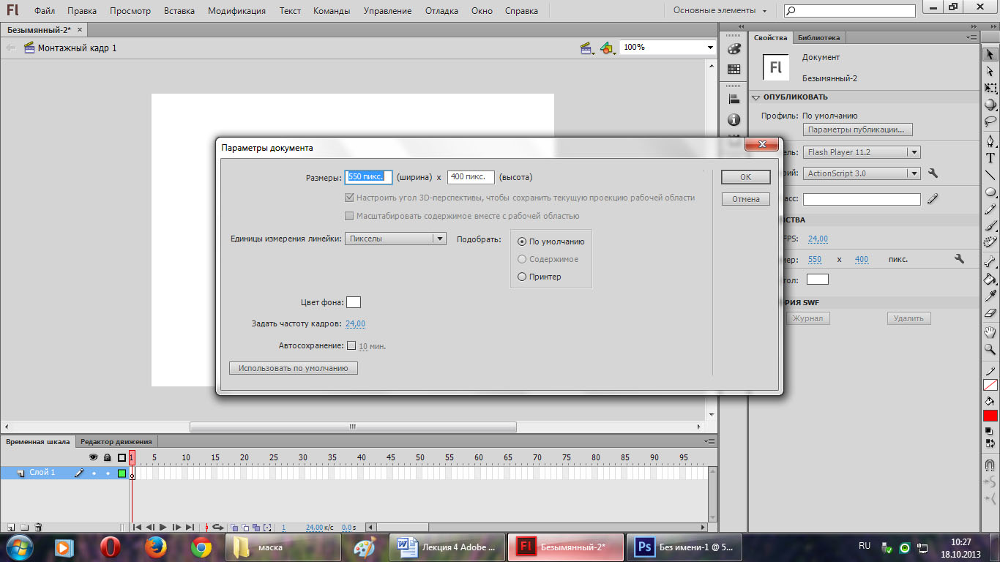 Fl Файл Правка Просмотр Вставка Модификация Текст Команды Управление Отладка Окно Справка Основные элементы
Безымянный-2* ×
Монтажный кадр 1 100%
Свойства Библиотека
Fl Документ
Безымянный-2
ОПУБЛИКОВАТЬ
Профиль: По умолчанию
Параметры публикации...
ель: Flash Player 11.2
рий: ActionScript 3.0
асс:
СТВА
FPS: 24,00
мер: 550 x 400 пикс.
гол:
РИЯ SWF
Журнал Удалить
Параметры документа
Размеры: 550 пикс. (ширина) x 400 пикс. (высота)
OK
Настроить угол 3D-перспективы, чтобы сохранить текущую проекцию рабочей области
Отмена
Масштабировать содержимое вместе с рабочей областью
Единицы измерения линейки: Пикселы Подобрать: По умолчанию
Содержимое
Принтер
Цвет фона:
Задать частоту кадров: 24,00
Автосохранение: 10 мин.
Использовать по умолчанию
Временная шкала Редактор движения
1 5 10 15 20 25 30 35 40 45 50 55 60 65 70 75 80 85 90 95
Слой 1
1 24,00 к/с 0,0 s
маска Лекция 4 Adobe ... Fl Безымянный-2* Ps Без имени-1 @ 5... RU 10:27
18.10.2013